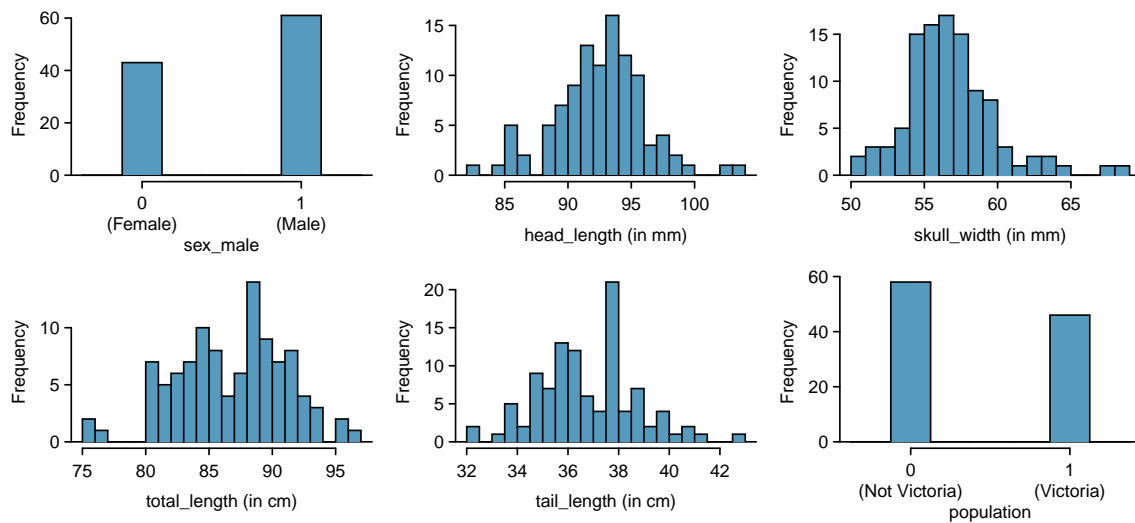 Frequency
60
40
20
0
0
(Female)
1
(Male)
sex_male
Frequency
15
10
5
0
85 90 95 100
head_length (in mm)
Frequency
15
10
5
0
50 55 60 65
skull_width (in mm)
Frequency
10
5
0
75 80 85 90 95
total_length (in cm)
Frequency
20
15
10
5
0
32 34 36 38 40 42
tail_length (in cm)
Frequency
60
40
20
0
0
(Not Victoria)
1
(Victoria)
population